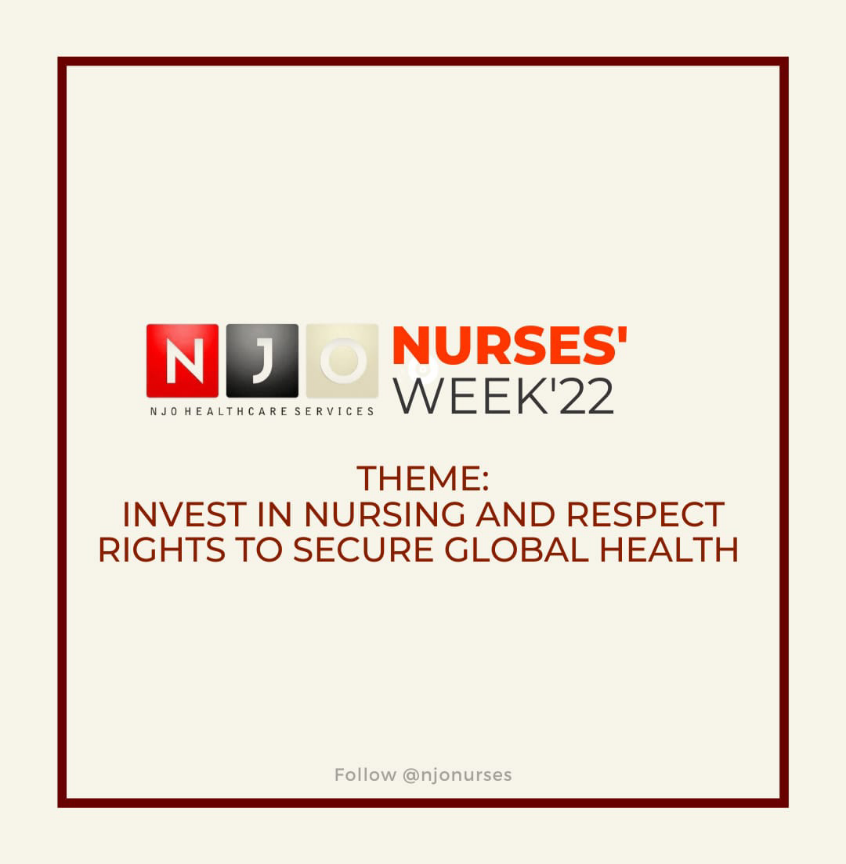 NJO
NURSES'
NJO HEALTHCARE SERVICES
WEEK'22
THEME:
INVEST IN NURSING AND RESPECT
RIGHTS TO SECURE GLOBAL HEALTH
Follow @njonurses